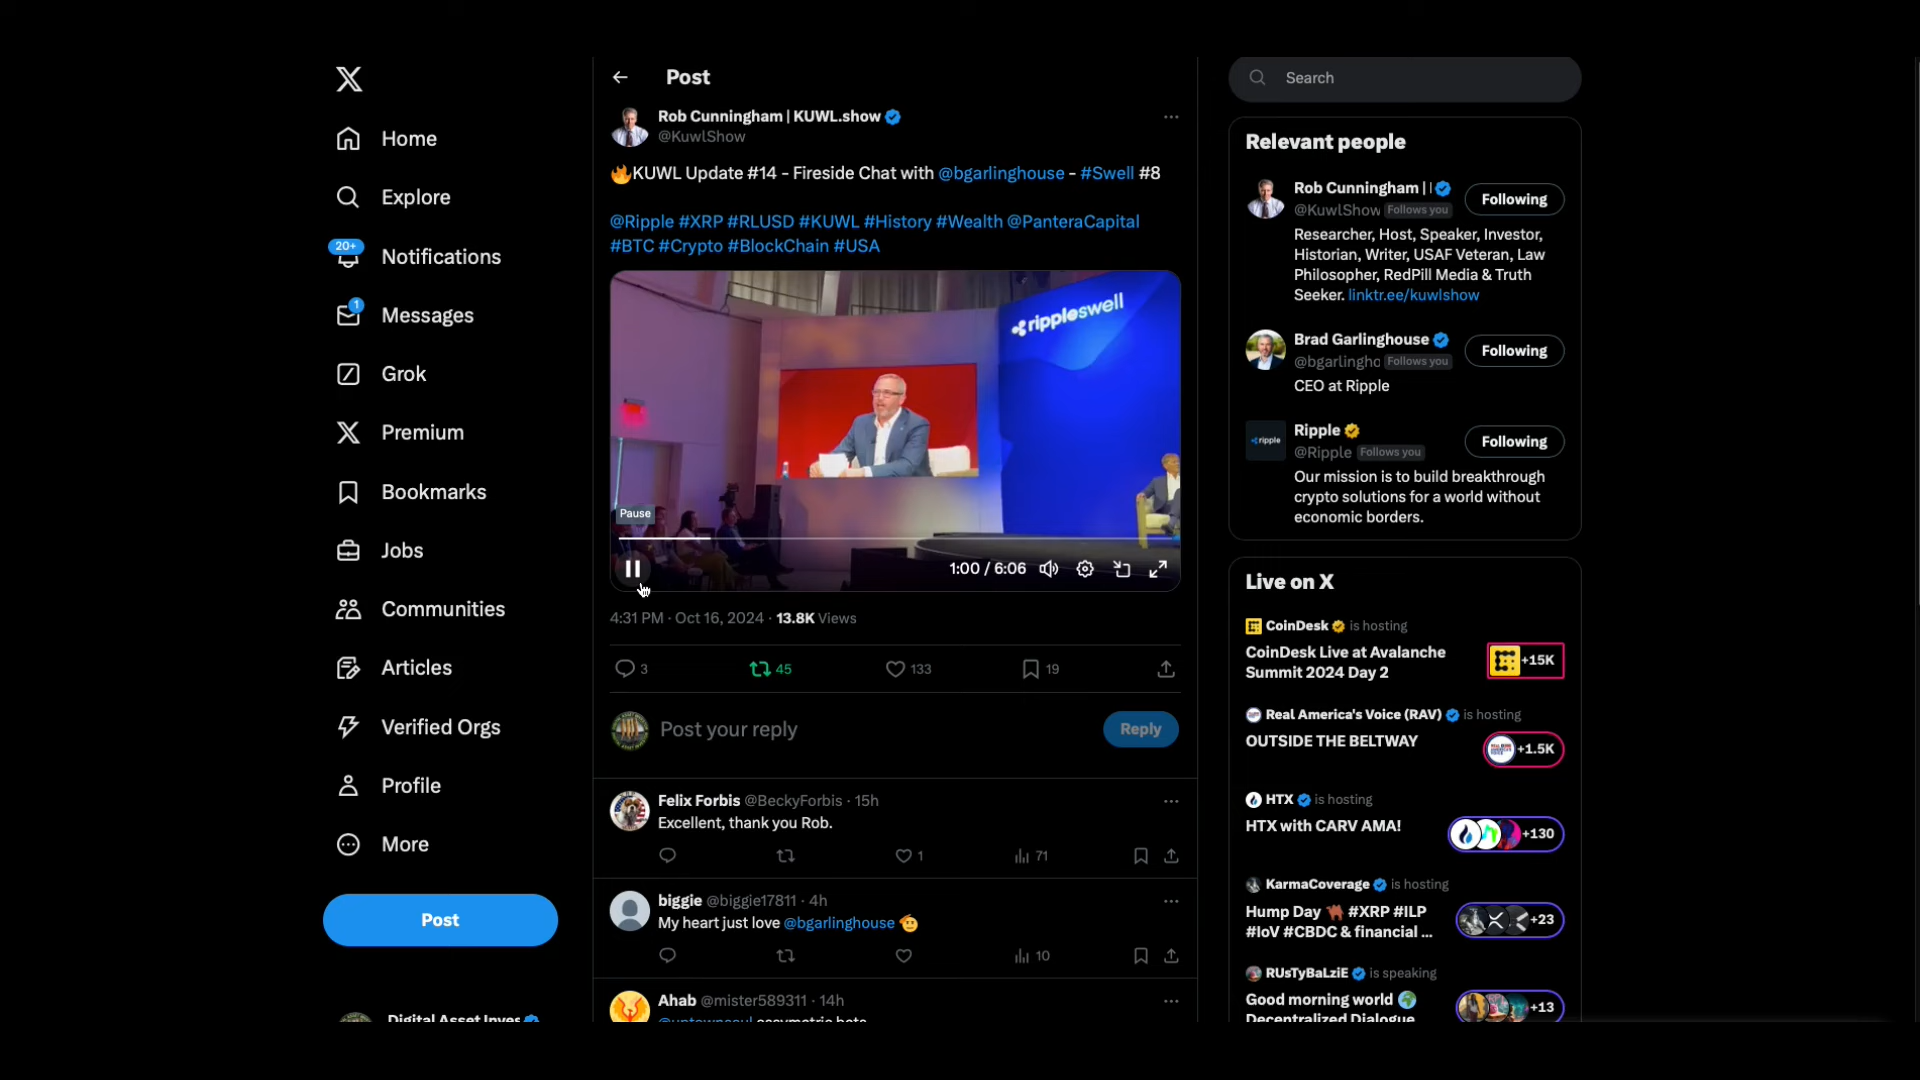 Home
Explore
20+
Notifications
1
Messages
Grok
Premium
Bookmarks
Jobs
Communities
Articles
Verified Orgs
Profile
More
Post
Digital Asset Inves
Post
Rob Cunningham | KUWL.show
@KuwlShow
🔥KUWL Update #14 - Fireside Chat with @bgarlinghouse - #Swell #8
@Ripple #XRP #RLUSD #KUWL #History #Wealth @PanteraCapital
#BTC #Crypto #BlockChain #USA
rippleswell
Pause
1:00 / 6:06
4:31 PM · Oct 16, 2024 · 13.8K Views
3 45 133 19
Post your reply
Reply
Felix Forbis @BeckyForbis · 15h
Excellent, thank you Rob.
1 71
biggie @biggie17811 · 4h
My heart just love @bgarlinghouse 🫡
10
Ahab @mister589311 · 14h
Search
Relevant people
Rob Cunningham |
@KuwlShow Follows you
Following
Researcher, Host, Speaker, Investor,
Historian, Writer, USAF Veteran, Law
Philosopher, RedPill Media & Truth
Seeker. linktr.ee/kuwlshow
Brad Garlinghouse
@bgarlinghc Follows you
Following
CEO at Ripple
ripple
Ripple
@Ripple Follows you
Following
Our mission is to build breakthrough
crypto solutions for a world without
economic borders.
Live on X
CoinDesk is hosting
CoinDesk Live at Avalanche
Summit 2024 Day 2
+15K
Real America's Voice (RAV) is hosting
OUTSIDE THE BELTWAY
+1.5K
HTX is hosting
HTX with CARV AMA!
+130
KarmaCoverage is hosting
Hump Day 🐫 #XRP #ILP
#IoV #CBDC & financial ...
+23
RUsTyBaLziE is speaking
Good morning world 🌍
Decentralized Dialogue
+13